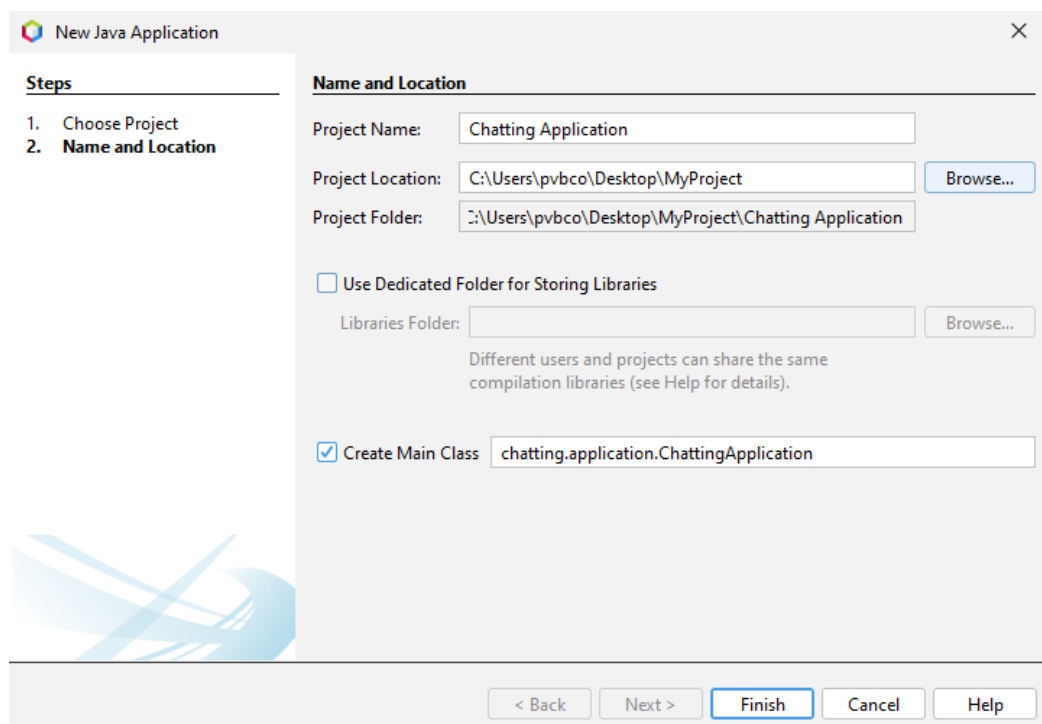 New Java Application
Steps
1. Choose Project
2. Name and Location
Name and Location
Project Name: Chatting Application
Project Location: C:\Users\pvbco\Desktop\MyProject Browse...
Project Folder: :\Users\pvbco\Desktop\MyProject\Chatting Application
Use Dedicated Folder for Storing Libraries
Libraries Folder: Browse...
Different users and projects can share the same
compilation libraries (see Help for details).
Create Main Class chatting.application.ChattingApplication
< Back Next > Finish Cancel Help